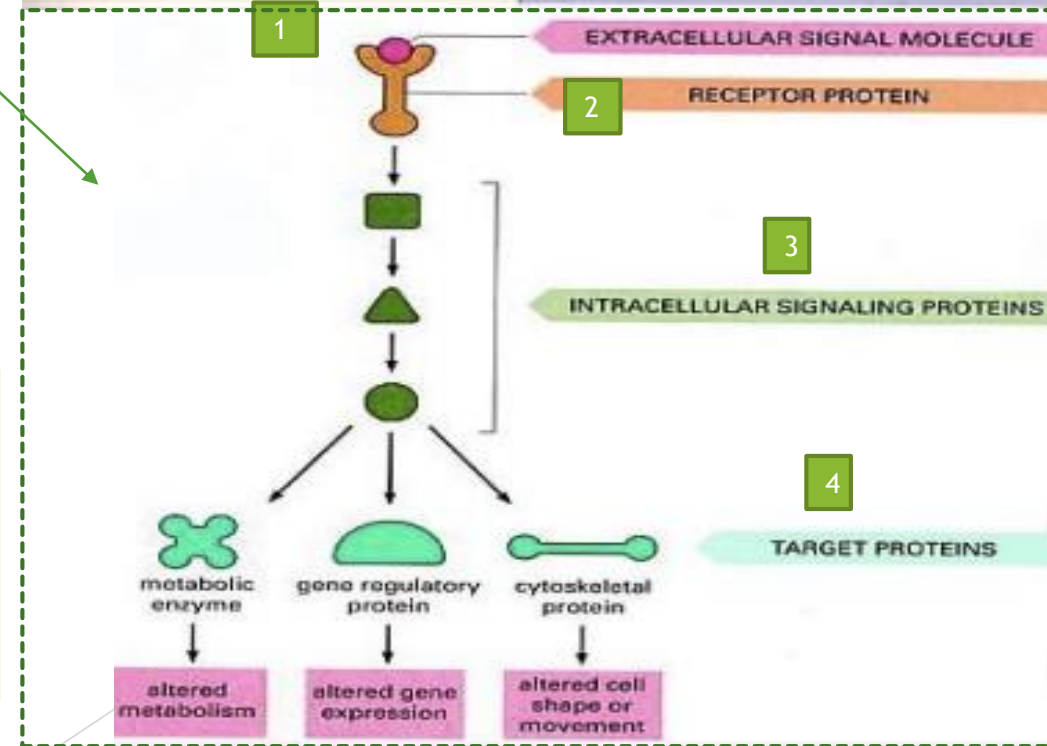 1
EXTRACELLULAR SIGNAL MOLECULE
2
RECEPTOR PROTEIN
3
INTRACELLULAR SIGNALING PROTEINS
4
TARGET PROTEINS
metabolic
enzyme
gene regulatory
protein
cytoskeletal
protein
altered
metabolism
altered gene
expression
altered cell
shape or
movement